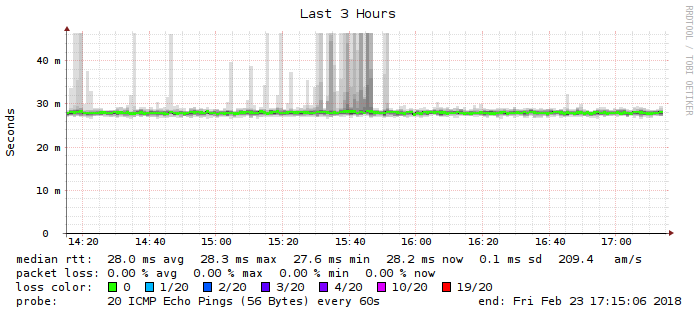 Last 3 Hours
RRDTOOL / TOBI OETIKER
Seconds
40 m
30 m
20 m
10 m
0
14:20 14:40 15:00 15:20 15:40 16:00 16:20 16:40 17:00
median rtt: 28.0 ms avg 28.3 ms max 27.6 ms min 28.2 ms now 0.1 ms sd 209.4 am/s
packet loss: 0.00 % avg 0.00 % max 0.00 % min 0.00 % now
loss color: 0 1/20 2/20 3/20 4/20 10/20 19/20
probe: 20 ICMP Echo Pings (56 Bytes) every 60s end: Fri Feb 23 17:15:06 2018